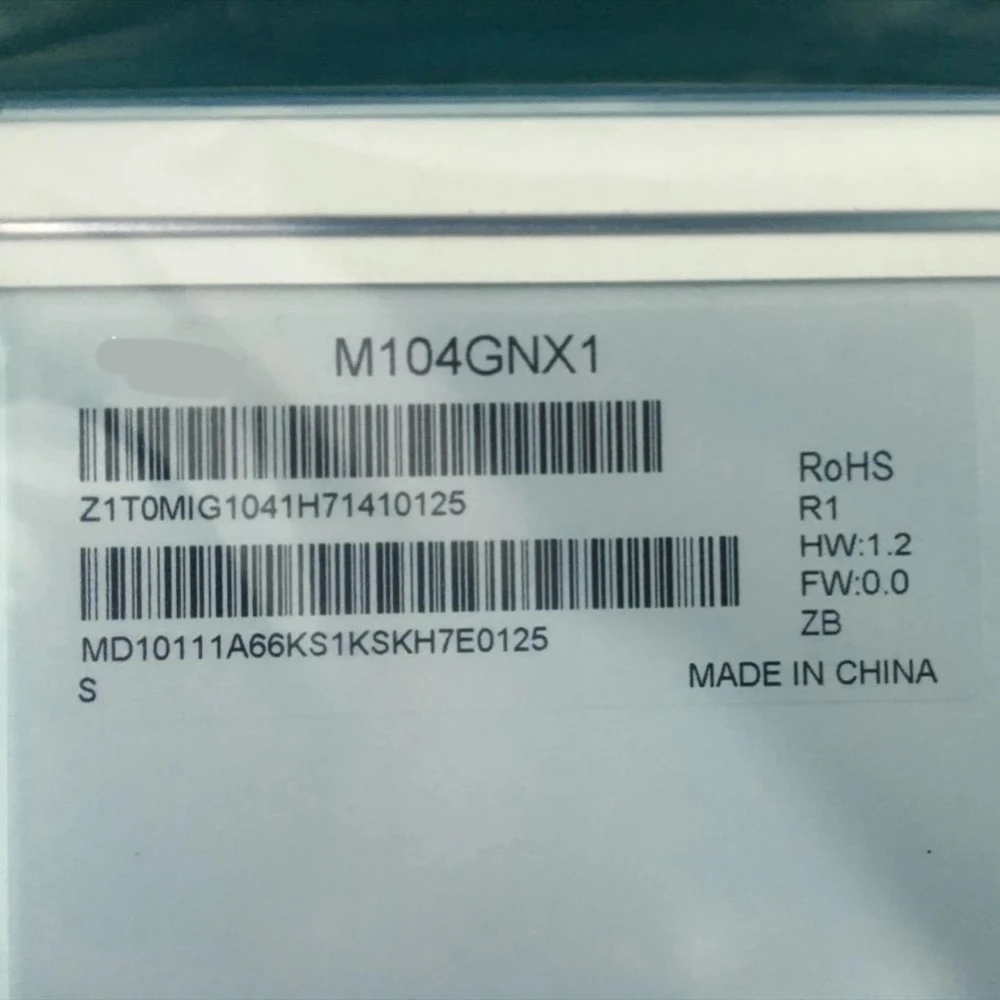 M104GNX1
Z1T0MIG1041H71410125
MD10111A66KS1KSKH7E0125
S
RoHS
R1
HW:1.2
FW:0.0
ZB
MADE IN CHINA